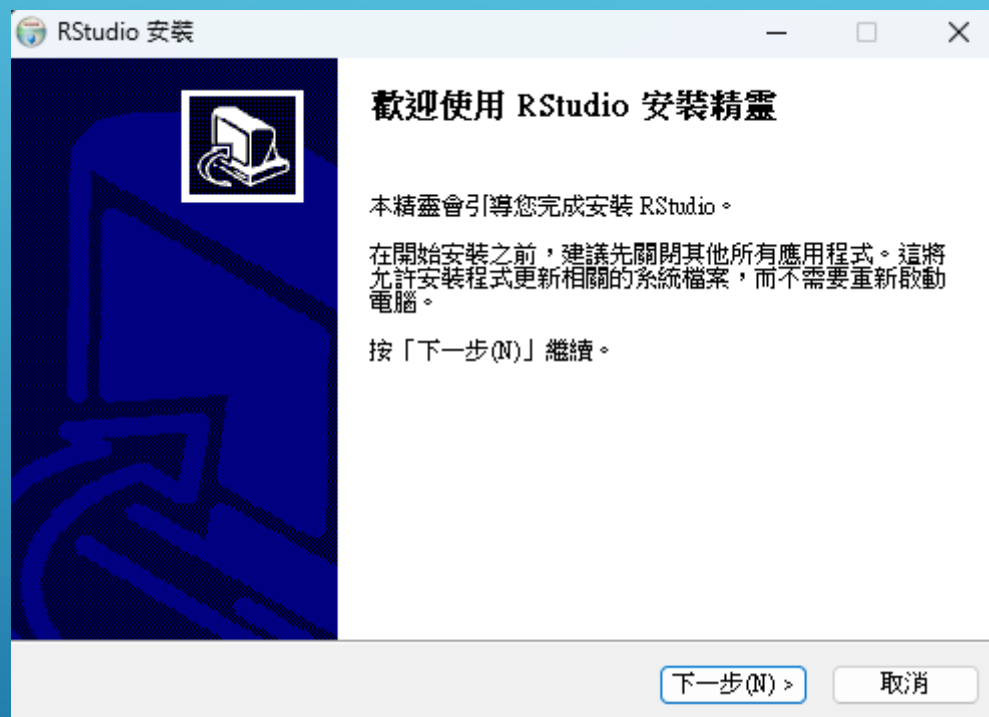 RStudio 安裝
歡迎使用 RStudio 安裝精靈
本精靈會引導您完成安裝 RStudio。
在開始安裝之前，建議先關閉其他所有應用程式。這將
允許安裝程式更新相關的系統檔案，而不需要重新啟動
電腦。
按「下一步(N)」繼續。
下一步(N) >
取消